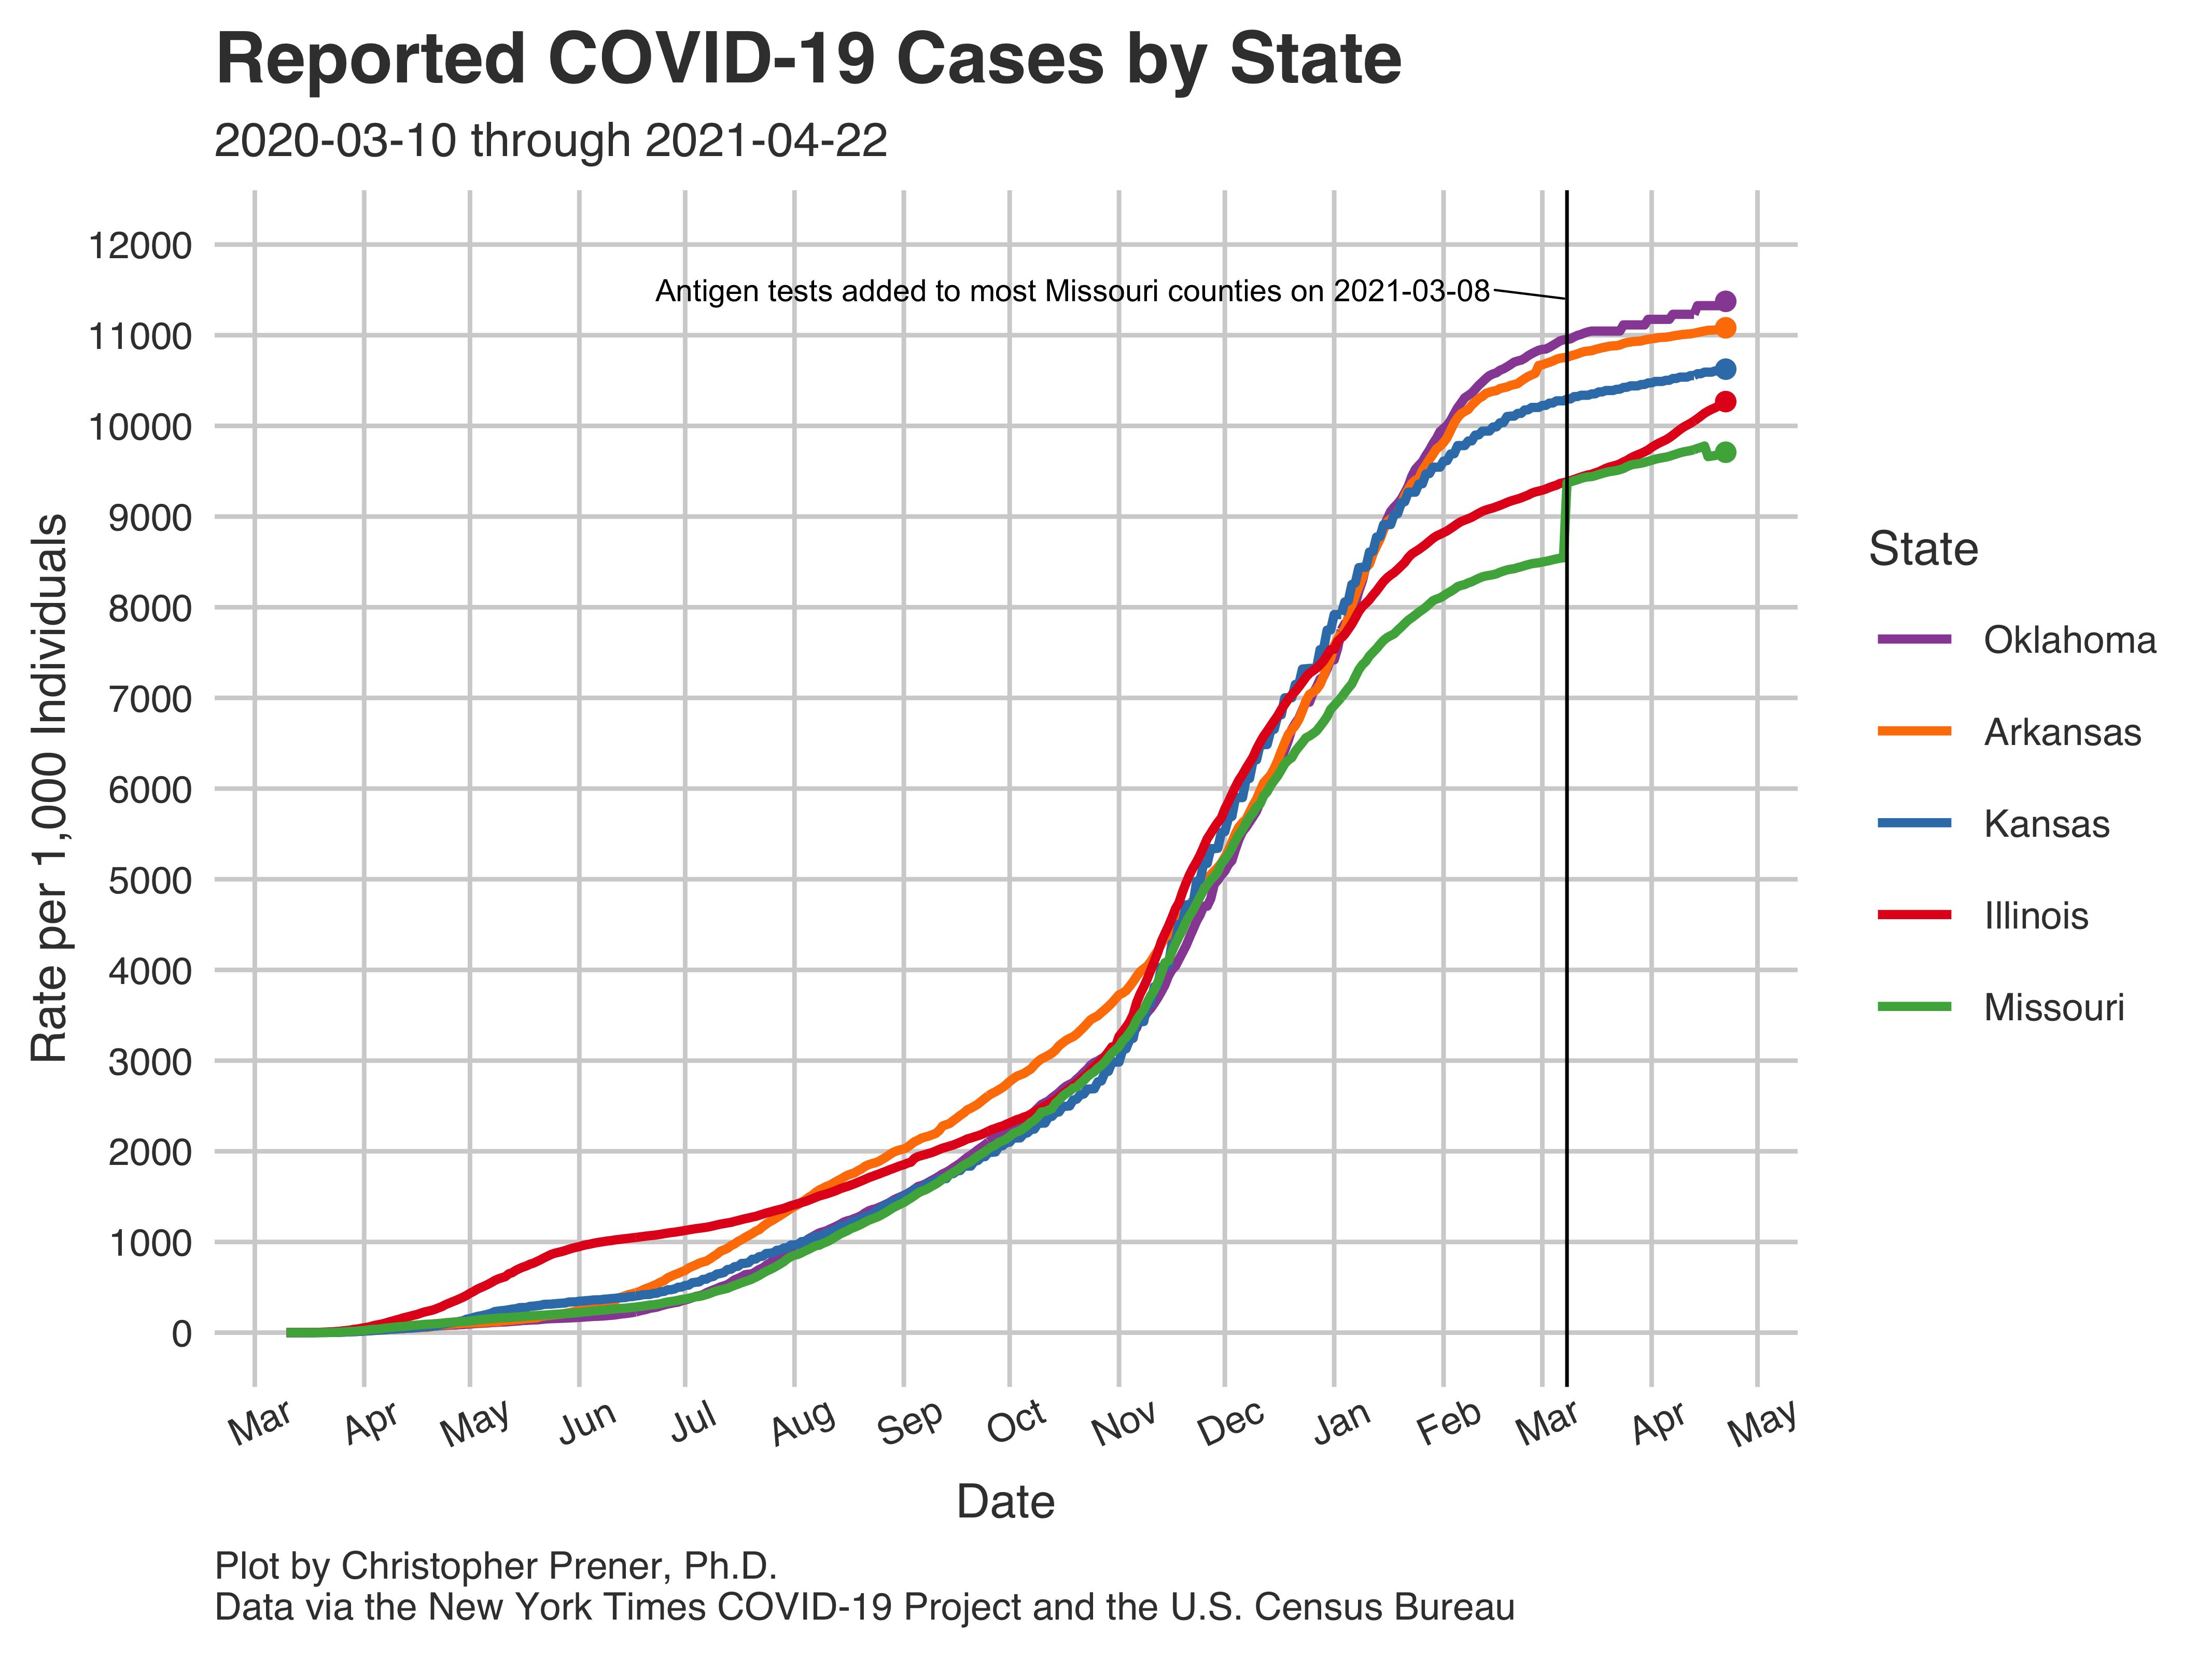 Reported COVID-19 Cases by State
2020-03-10 through 2021-04-22
12000
11000
10000
9000
8000
7000
6000
5000
4000
3000
2000
1000
0
Rate per 1,000 Individuals
Antigen tests added to most Missouri counties on 2021-03-08
State
Oklahoma
Arkansas
Kansas
Illinois
Missouri
Mar Apr May Jun Jul Aug Sep Oct Nov Dec Jan Feb Mar Apr May
Date
Plot by Christopher Prener, Ph.D.
Data via the New York Times COVID-19 Project and the U.S. Census Bureau